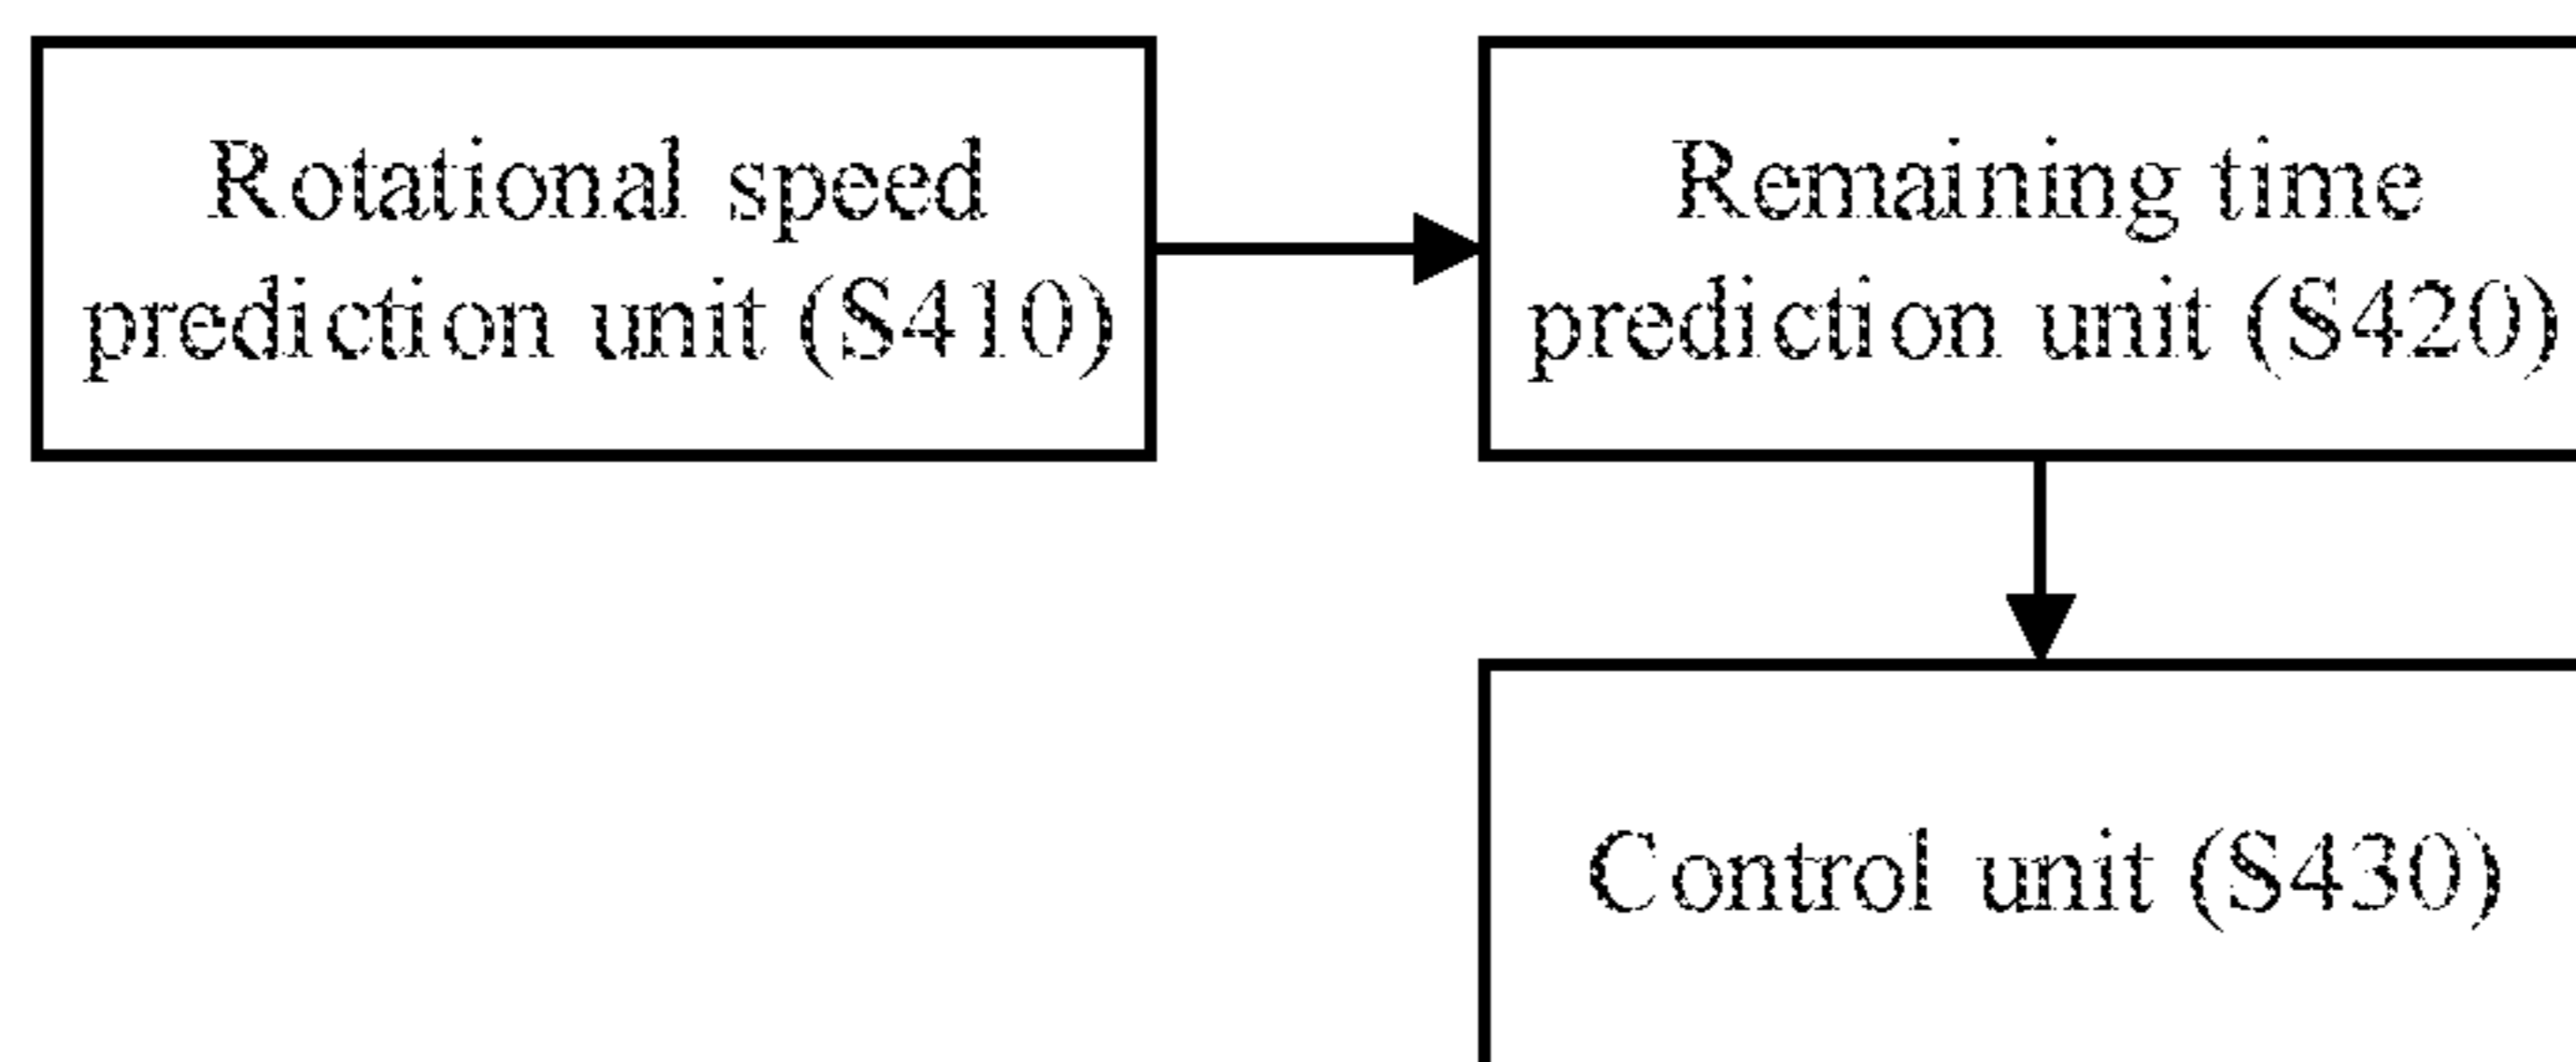 Rotational speed
prediction unit (S410)
Remaining time
prediction unit (S420)
Control unit (S430)